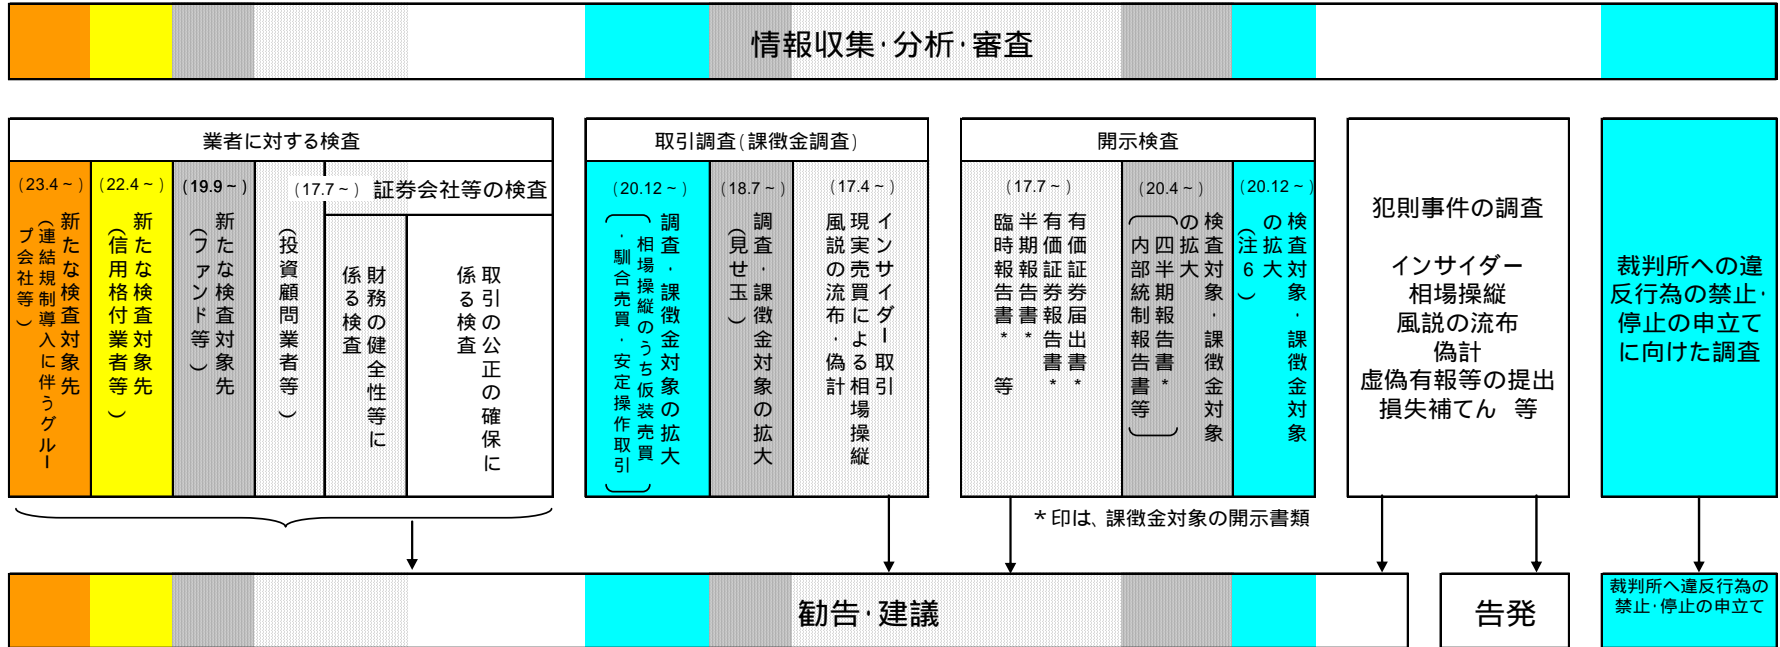 情報収集・分析・審査
業者に対する検査
(23.4～)
新たな検査対象先
(連結規制導入に伴うグルー
プ会社等)
(22.4～)
新たな検査対象先
(信用格付業者等)
(19.9～)
新たな検査対象先
(ファンド等)
(17.7～) 証券会社等の検査
(投資顧問業者等)
財務の健全性等に
係る検査
取引の公正の確保に
係る検査
取引調査(課徴金調査)
(20.12～)
調査・課徴金対象の拡大
相場操縦のうち仮装売買
・馴合売買・安定操作取引
(18.7～)
調査・課徴金対象の拡大
(見せ玉)
(17.4～)
インサイダー取引
現実売買による相場操縦
風説の流布・偽計
開示検査
(17.7～)
有価証券届出書*
有価証券報告書*
半期報告書*
臨時報告書* 等
(20.4～)
検査対象・課徴金対象
の拡大
四半期報告書*
内部統制報告書等
(20.12～)
検査対象・課徴金対象
の拡大
(注6)
*印は、課徴金対象の開示書類
犯則事件の調査
インサイダー
相場操縦
風説の流布
偽計
虚偽有報等の提出
損失補てん 等
裁判所への違
反行為の禁止・
停止の申立て
に向けた調査
勧告・建議
告発
裁判所へ違反行為の
禁止・停止の申立て